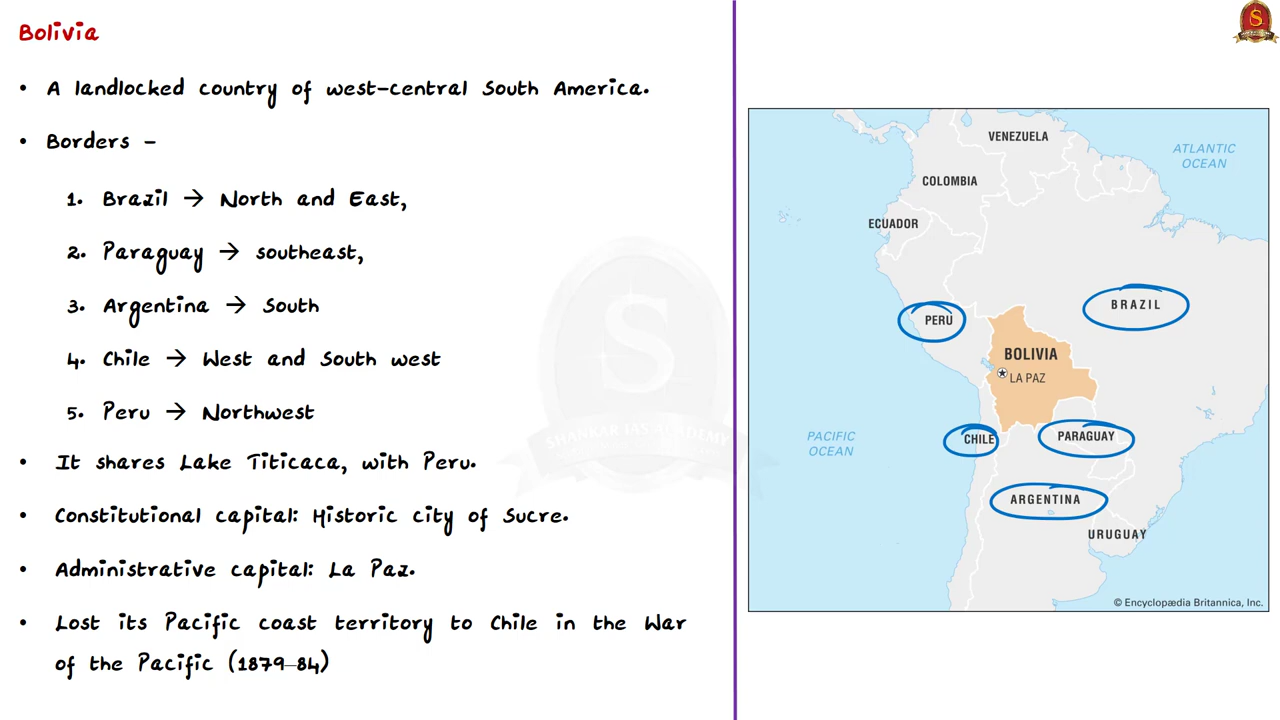 Bolivia
• A landlocked country of west-central South America.
• Borders –
1. Brazil → North and East,
2. Paraguay → southeast,
3. Argentina → South
4. Chile → West and South west
5. Peru → Northwest
• It shares Lake Titicaca, with Peru.
• Constitutional capital: Historic city of Sucre.
• Administrative capital: La Paz.
• Lost its Pacific coast territory to Chile in the War
of the Pacific (1879–84)
S
SHANKAR IAS ACADEMY
VENEZUELA
ATLANTIC
OCEAN
COLOMBIA
ECUADOR
BRAZIL
PERU
BOLIVIA
LA PAZ
PACIFIC
OCEAN
CHILE
PARAGUAY
ARGENTINA
URUGUAY
© Encyclopædia Britannica, Inc.
S